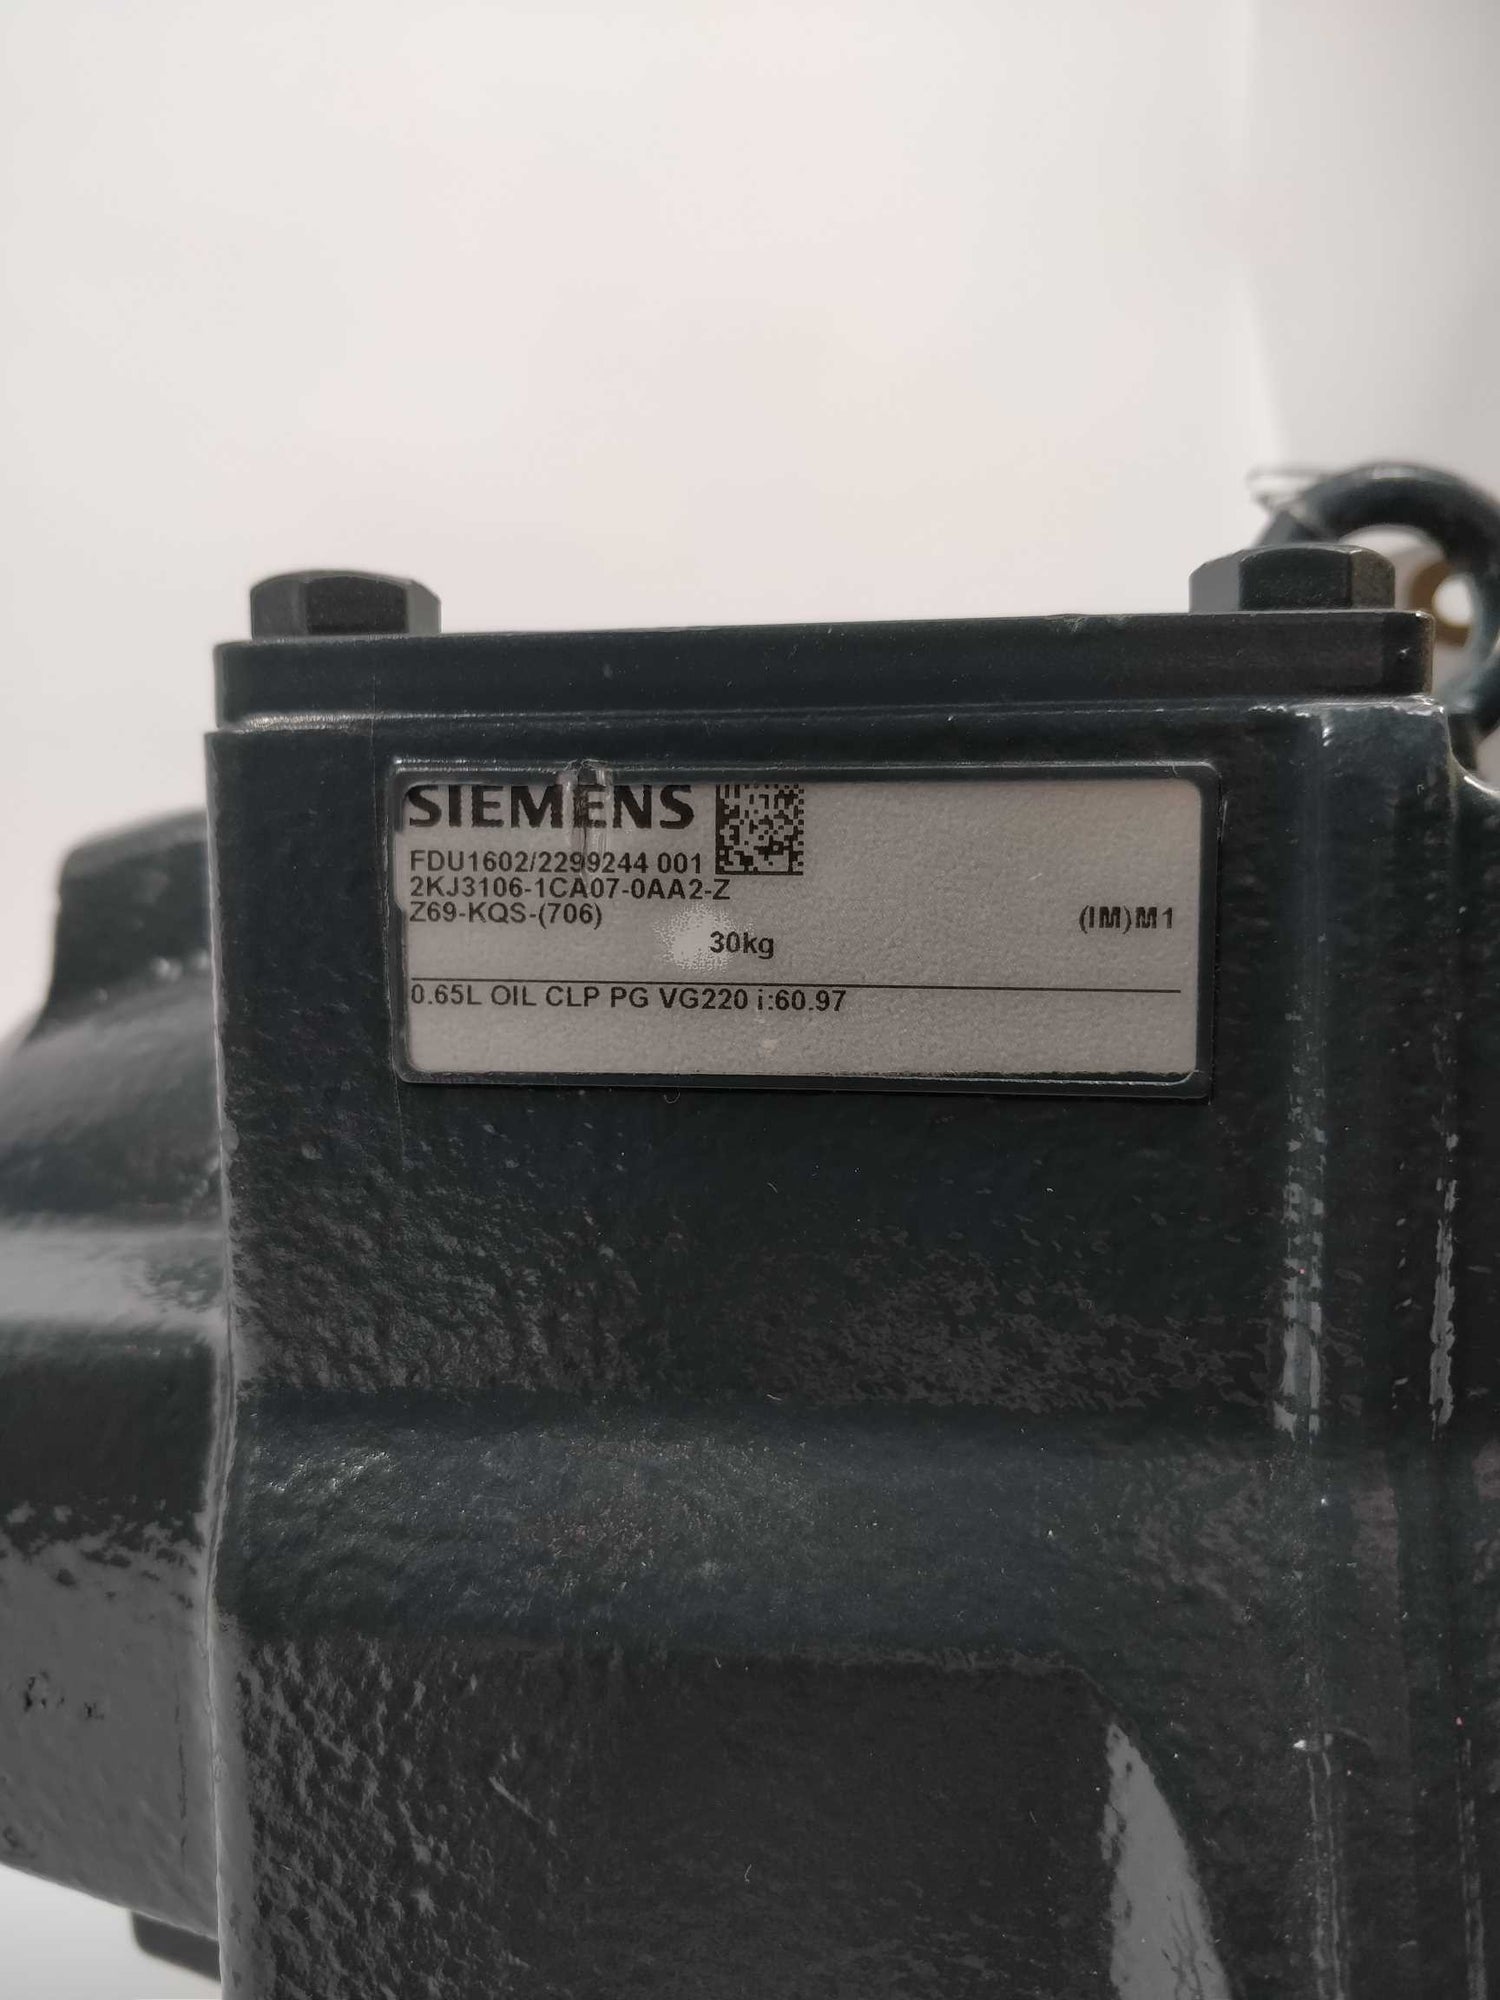 SIEMENS
FDU1602/2299244 001
2KJ3106-1CA07-0AA2-Z
Z69-KQS-(706)
(IM)M1
30kg
0.65L OIL CLP PG VG220 i:60.97